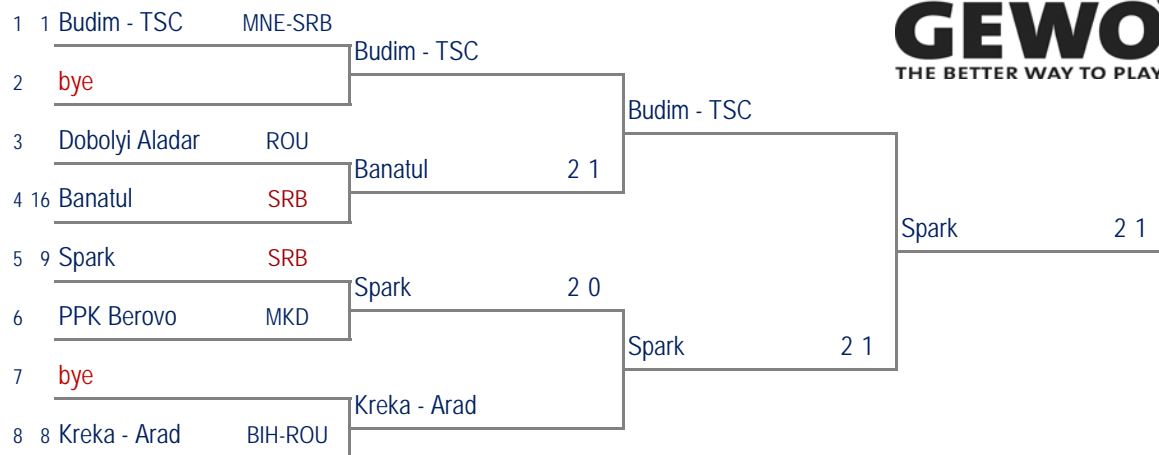 1 1 Budim - TSC MNE-SRB
GEWO
Budim - TSC
THE BETTER WAY TO PLAY
2 bye
Budim - TSC
3 Dobolyi Aladar ROU
Banatul 2 1
4 16 Banatul SRB
Spark 2 1
5 9 Spark SRB
Spark 2 0
6 PPK Berovo MKD
Spark 2 1
7 bye
Kreka - Arad
8 8 Kreka - Arad BIH-ROU